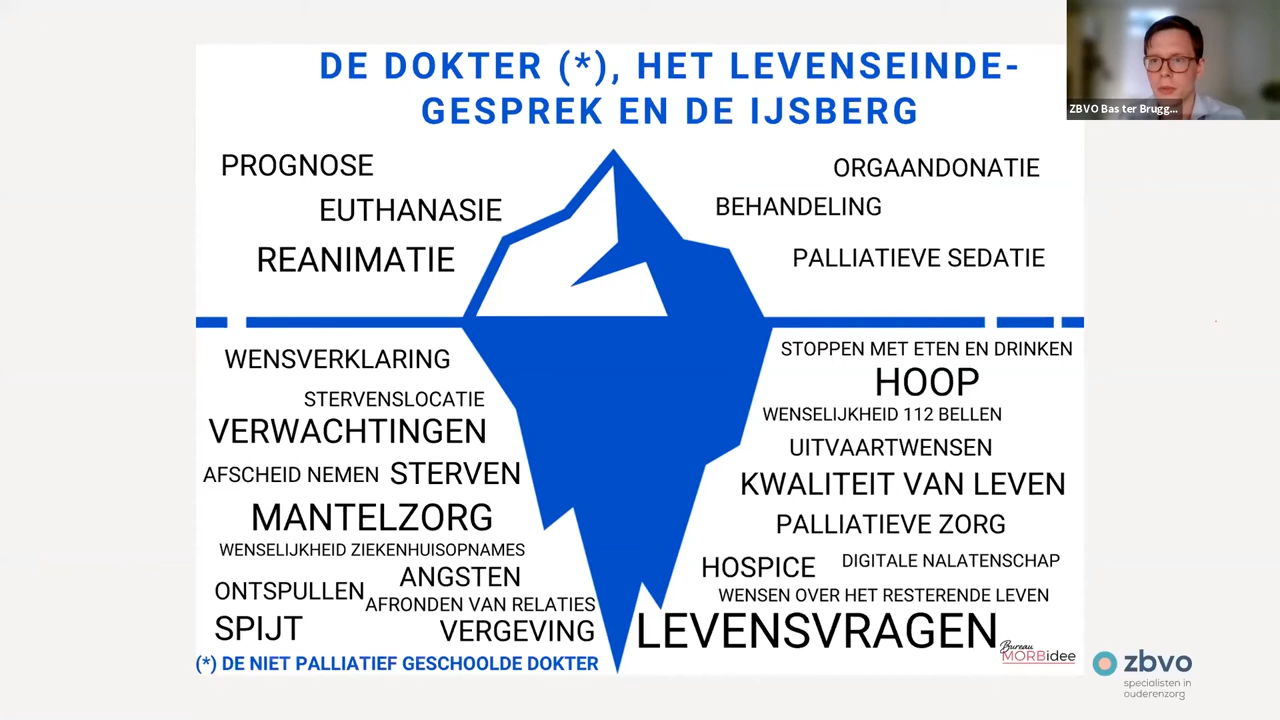 DE DOKTER (*), HET LEVENSEINDE-
GESPREK EN DE IJSBERG
ZBVO Bas ter Brugg...
PROGNOSE
ORGAANDONATIE
EUTHANASIE
BEHANDELING
REANIMATIE
PALLIATIEVE SEDATIE
WENSVERKLARING
STERVENSLOCATIE
VERWACHTINGEN
AFSCHEID NEMEN STERVEN
MANTELZORG
WENSELIJKHEID ZIEKENHUISOPNAMES
ANGSTEN
ONTSPULLEN
AFRONDEN VAN RELATIES
SPIJT
VERGEVING
(*) DE NIET PALLIATIEF GESCHOOLDE DOKTER
STOPPEN MET ETEN EN DRINKEN
HOOP
WENSELIJKHEID 112 BELLEN
UITVAARTWENSEN
KWALITEIT VAN LEVEN
PALLIATIEVE ZORG
HOSPICE
DIGITALE NALATENSCHAP
WENSEN OVER HET RESTERENDE LEVEN
LEVENSVRAGEN
Bureau
MORBidee
zbvo
specialisten in
ouderenzorg